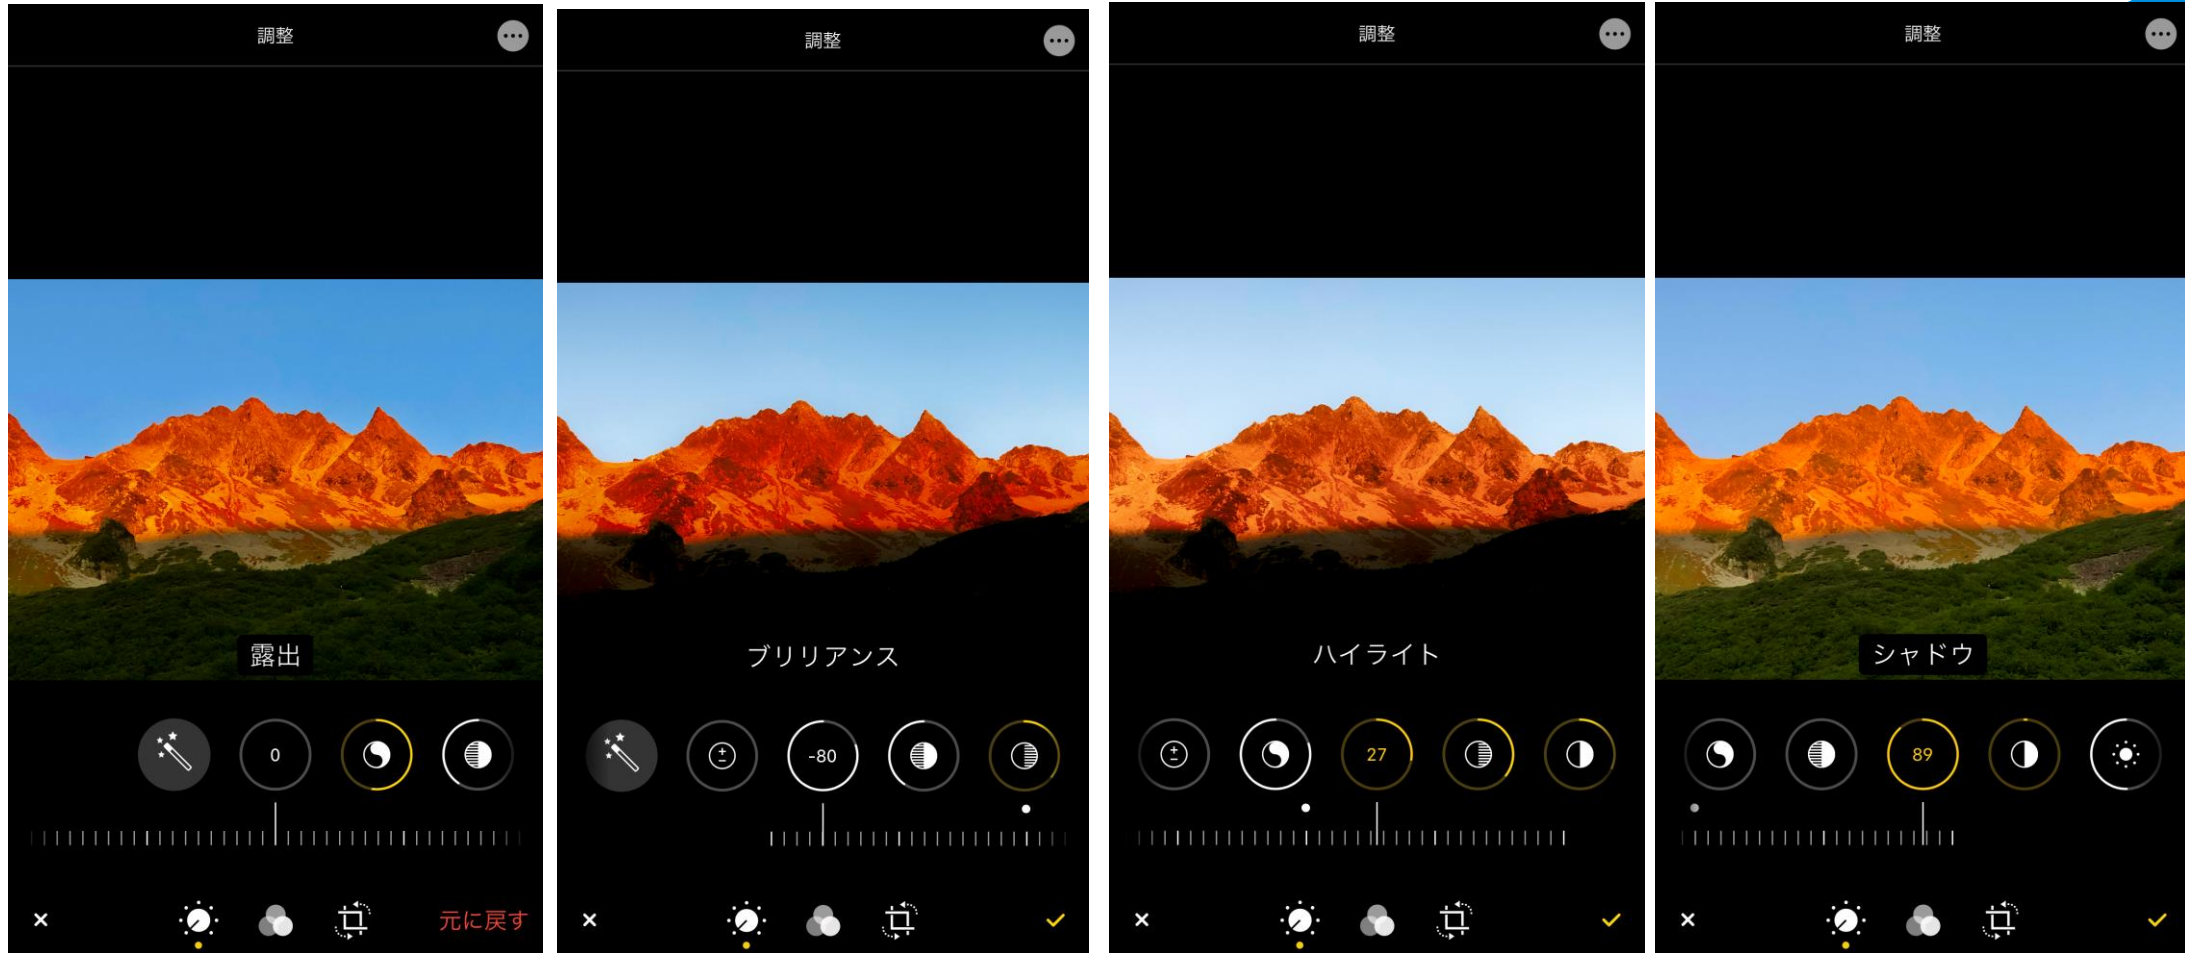 調整
露出
0
元に戻す
調整
ブリリアンス
-80
調整
ハイライト
27
調整
シャドウ
89